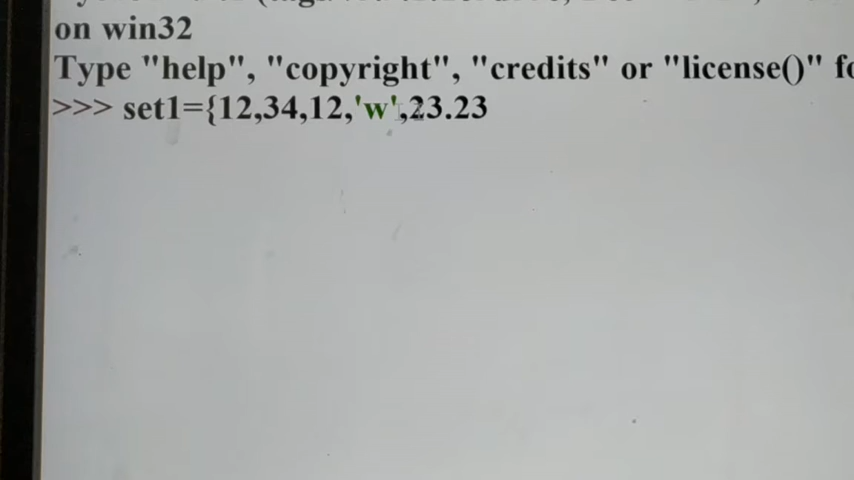 on win32
Type "help", "copyright", "credits" or "license()" fo
>>> set1={12,34,12,'w',23.23